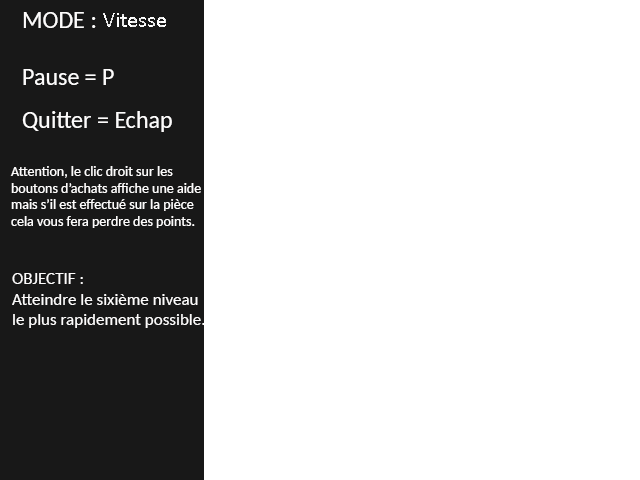 MODE : Vitesse
Pause = P
Quitter = Echap
Attention, le clic droit sur les
boutons d'achats affiche une aide
mais s'il est effectué sur la pièce
cela vous fera perdre des points.
OBJECTIF :
Atteindre le sixième niveau
le plus rapidement possible.